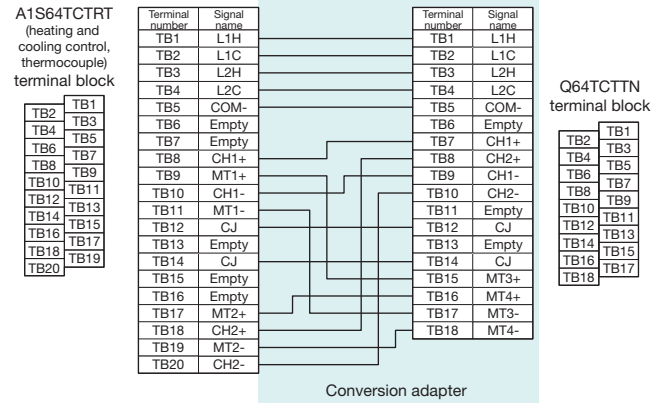 A1S64TCTRT
(heating and
cooling control,
thermocouple)
terminal block
TB1
TB2
TB3
TB4
TB5
TB6
TB7
TB8
TB9
TB10
TB11
TB12
TB13
TB14
TB15
TB16
TB17
TB18
TB19
TB20
Terminal number Signal name
TB1 L1H
TB2 L1C
TB3 L2H
TB4 L2C
TB5 COM-
TB6 Empty
TB7 Empty
TB8 CH1+
TB9 MT1+
TB10 CH1-
TB11 MT1-
TB12 CJ
TB13 Empty
TB14 CJ
TB15 Empty
TB16 Empty
TB17 MT2+
TB18 CH2+
TB19 MT2-
TB20 CH2-
Terminal number Signal name
TB1 L1H
TB2 L1C
TB3 L2H
TB4 L2C
TB5 COM-
TB6 Empty
TB7 CH1+
TB8 CH2+
TB9 CH1-
TB10 CH2-
TB11 Empty
TB12 CJ
TB13 Empty
TB14 CJ
TB15 MT3+
TB16 MT4+
TB17 MT3-
TB18 MT4-
Conversion adapter
Q64TCTTN
terminal block
TB1
TB2
TB3
TB4
TB5
TB6
TB7
TB8
TB9
TB10
TB11
TB12
TB13
TB14
TB15
TB16
TB17
TB18